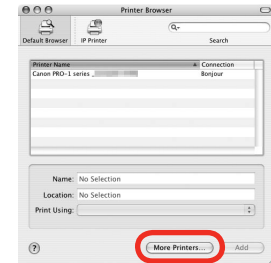 Printer Browser
Default Browser IP Printer Search
Printer Name Connection
Canon PRO-1 series _ Bonjour
Name: No Selection
Location: No Selection
Print Using:
? More Printers... Add